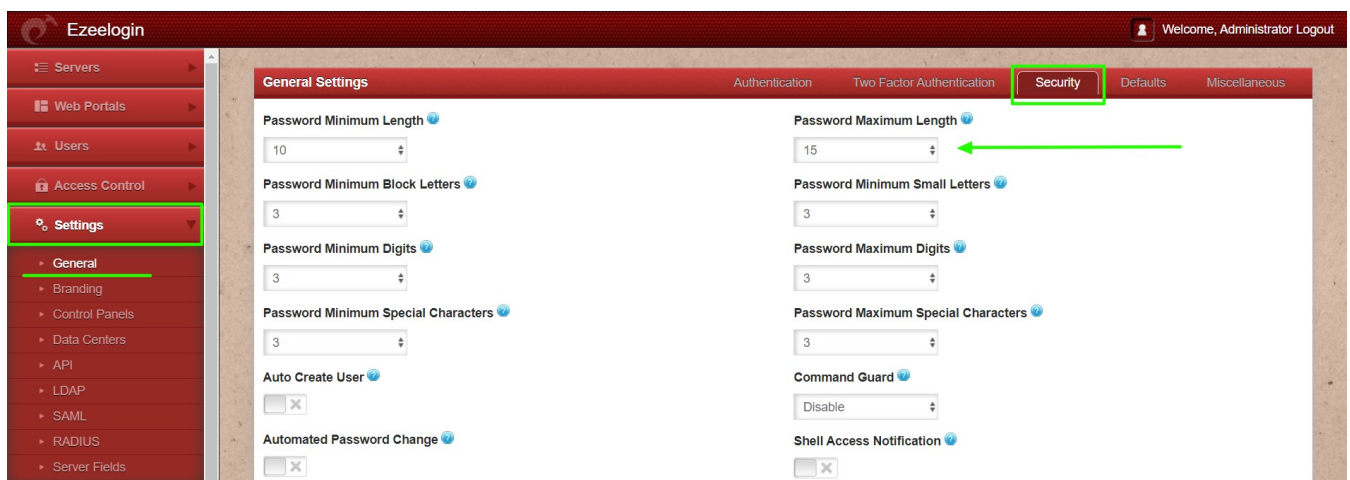 Ezeelogin
Welcome, Administrator Logout
Servers
Web Portals
Users
Access Control
Settings
General
Branding
Control Panels
Data Centers
API
LDAP
SAML
RADIUS
Server Fields
General Settings
Authentication
Two Factor Authentication
Security
Defaults
Miscellaneous
Password Minimum Length
Password Maximum Length
10
15
Password Minimum Block Letters
Password Minimum Small Letters
3
3
Password Minimum Digits
Password Maximum Digits
3
3
Password Minimum Special Characters
Password Maximum Special Characters
3
3
Auto Create User
Command Guard
Disable
Automated Password Change
Shell Access Notification